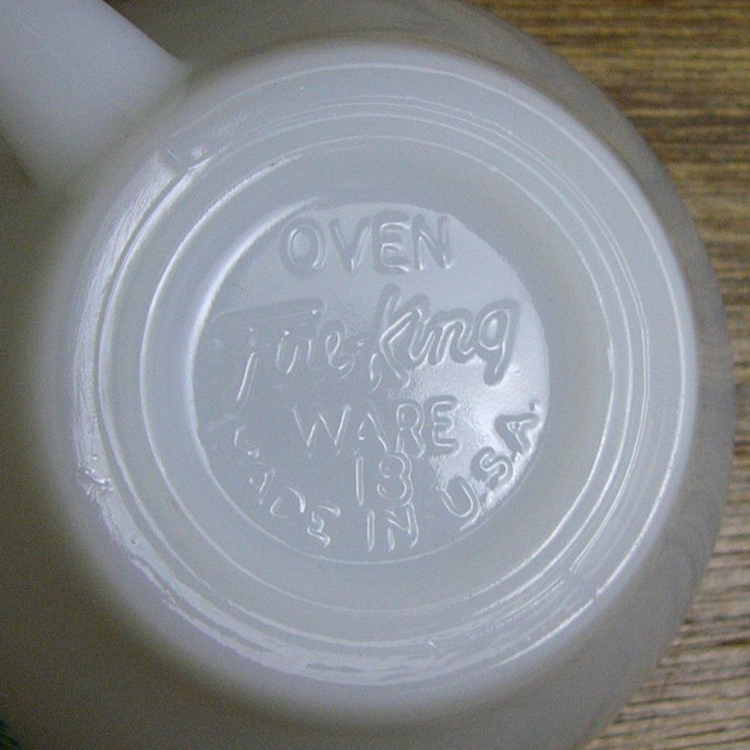 OVEN
Fire-King
WARE
18
MADE IN U.S.A.